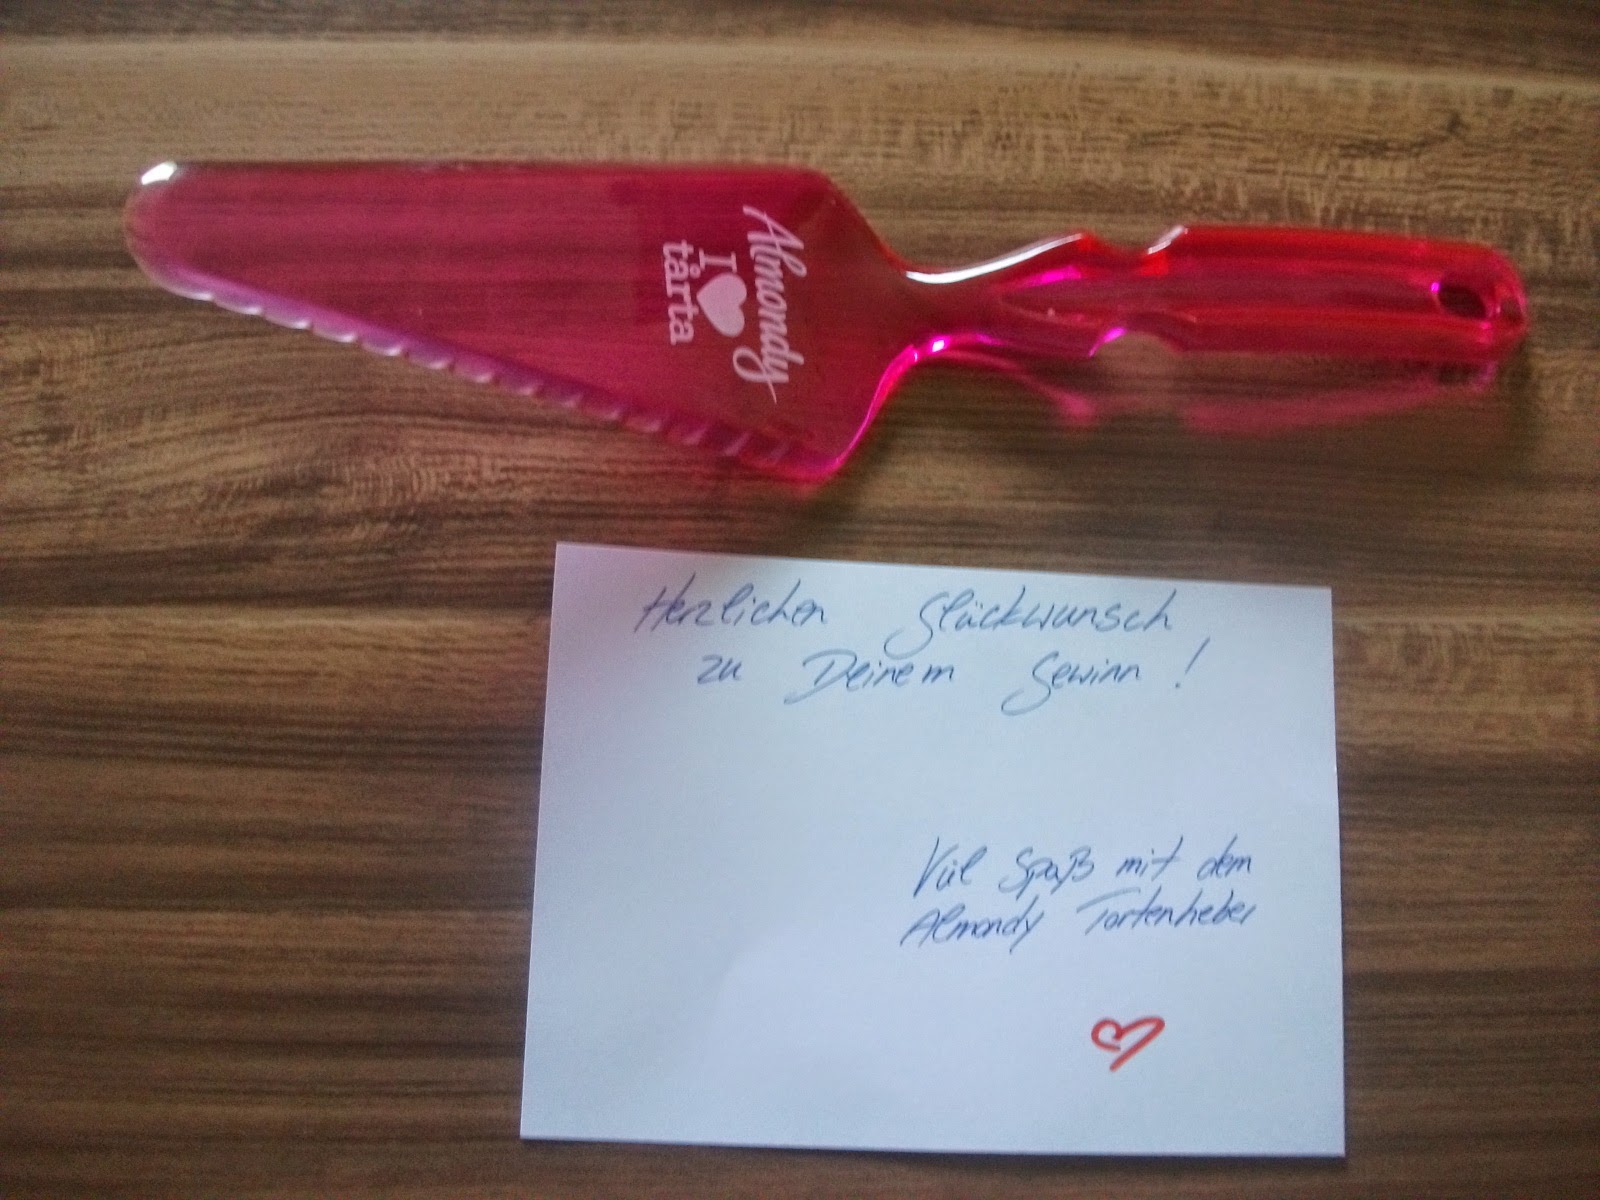 Almondy
I ♥
tårta
Herzlichen Glückwunsch
zu Deinem Gewinn!
Viel Spaß mit dem
Almondy Tortenheber